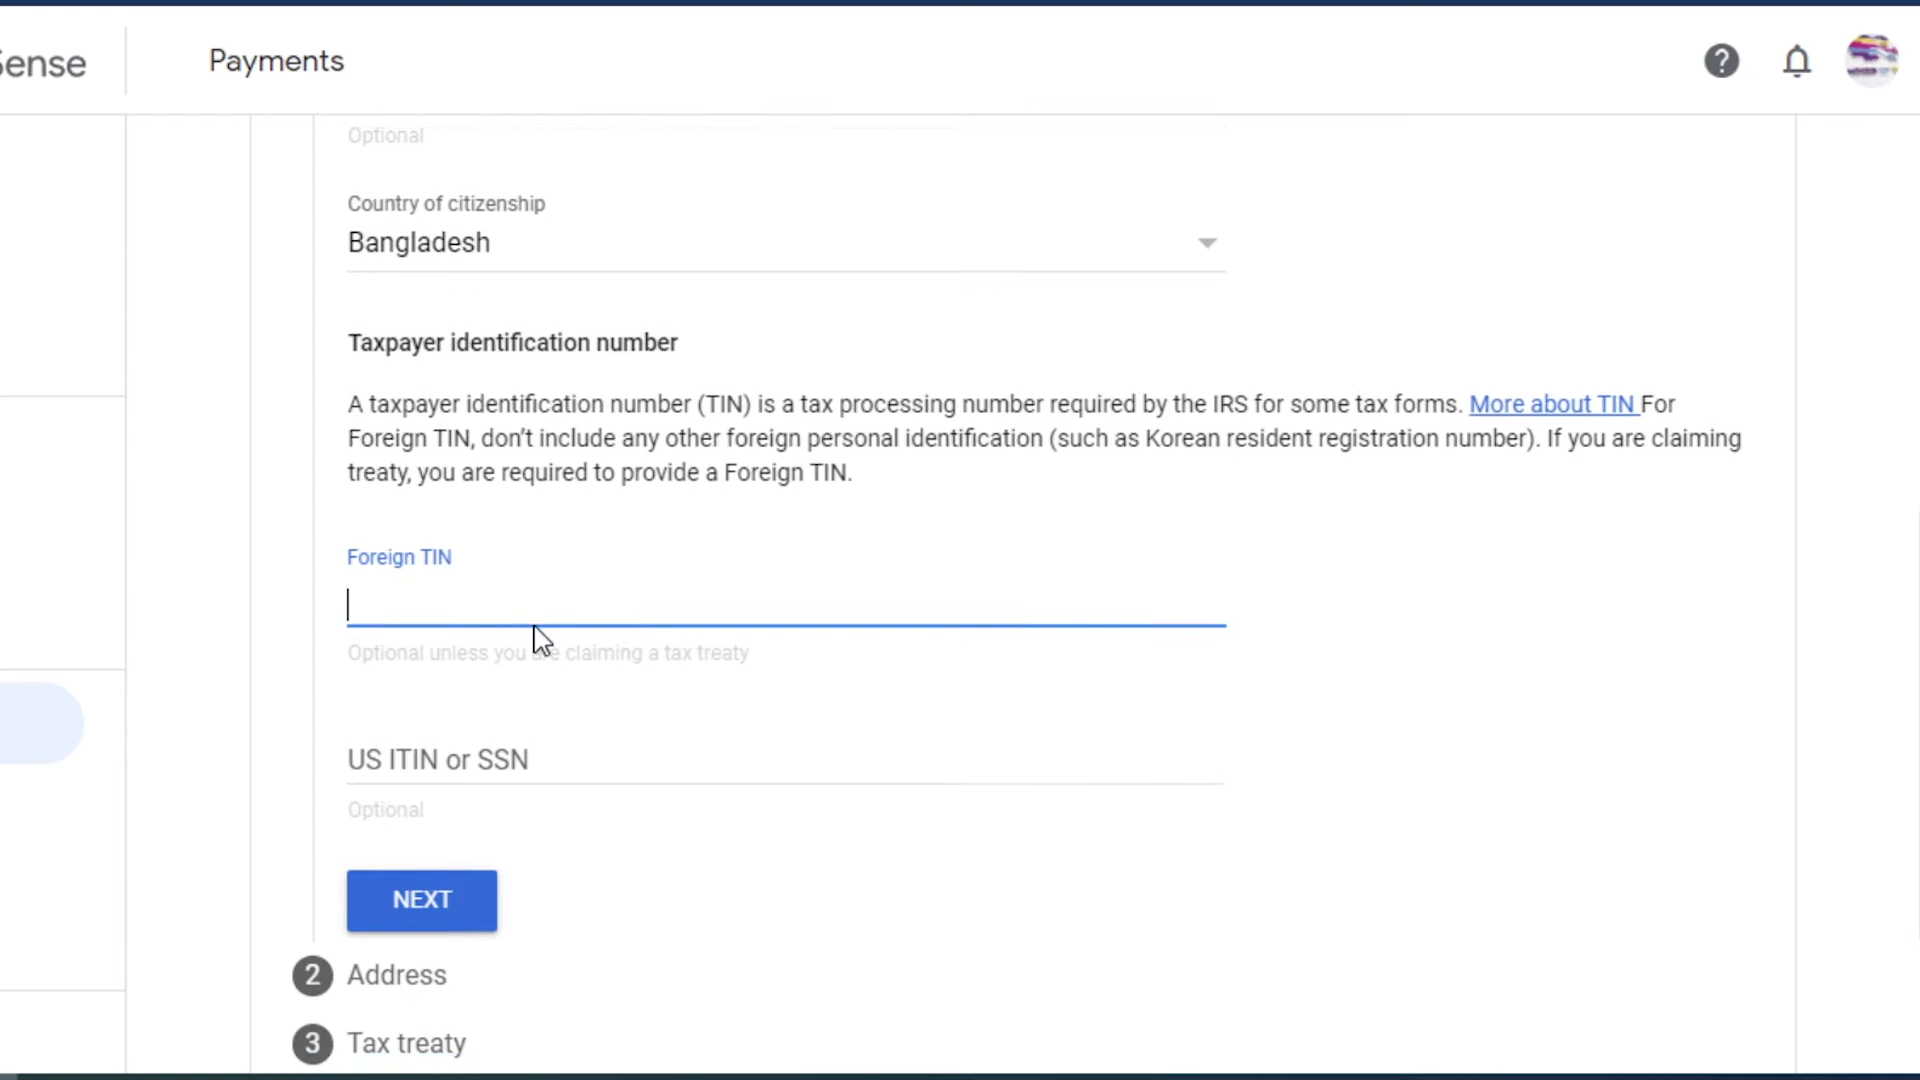 Sense
Payments
Optional
Country of citizenship
Bangladesh
Taxpayer identification number
A taxpayer identification number (TIN) is a tax processing number required by the IRS for some tax forms. More about TIN For
Foreign TIN, don't include any other foreign personal identification (such as Korean resident registration number). If you are claiming
treaty, you are required to provide a Foreign TIN.
Foreign TIN
Optional unless you are claiming a tax treaty
US ITIN or SSN
Optional
NEXT
2 Address
3 Tax treaty